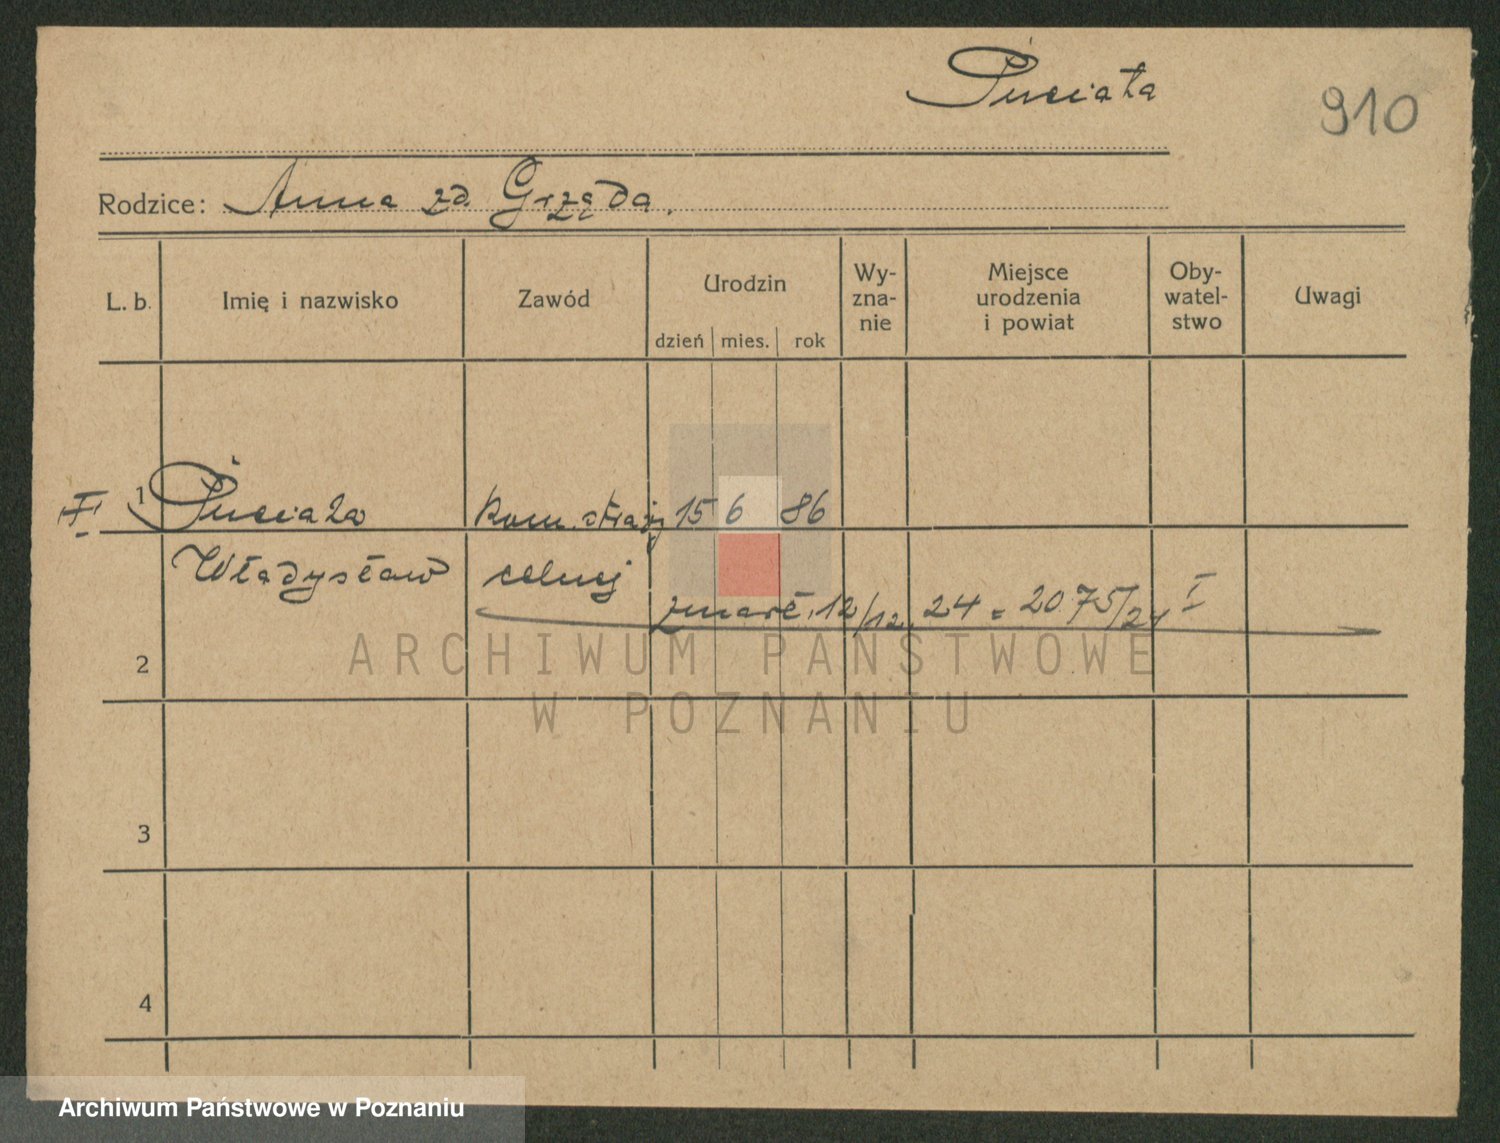 Puciata
910
Rodzice: Anna zd. Grzęda.
L. b. Imię i nazwisko Zawód Urodzin Wy-zna-nie Miejsce urodzenia i powiat Oby-watel-stwo Uwagi
dzień mies. rok
1 Puciata Kom. straży 15 6 86
Władysław celnej
zmarł 12/12. 24 = 2075/24 I
2
ARCHIWUM PAŃSTWOWE
W POZNANIU
3
4
Archiwum Państwowe w Poznaniu